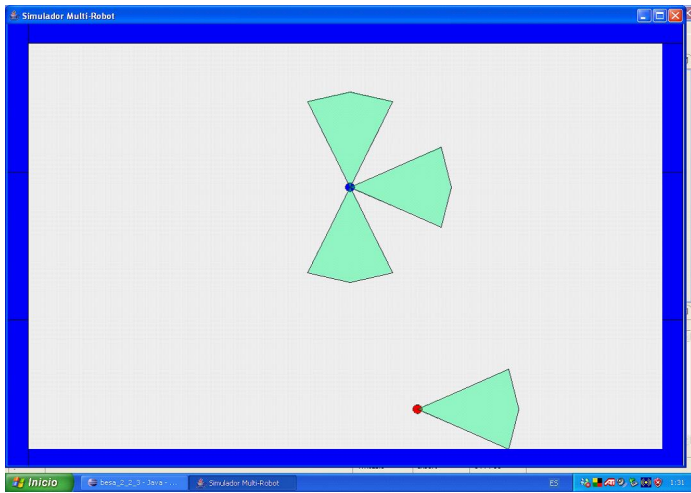 Simulador Multi-Robot
Inicio
besa_2_2_3 - Java - ...
Simulador Multi-Robot
ES
1:31